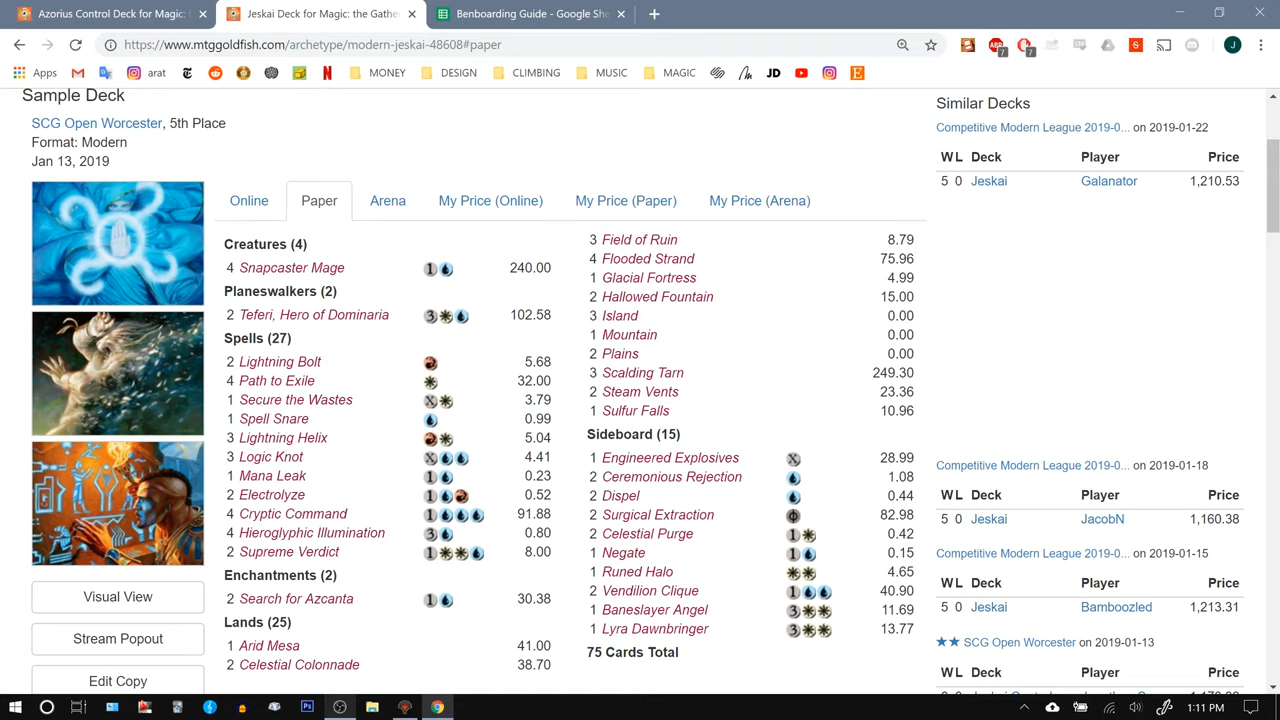 Azorius Control Deck for Magic:
Jeskai Deck for Magic: the Gathe
Benboarding Guide - Google She
https://www.mtggoldfish.com/archetype/modern-jeskai-48608#paper
7
7
J
Apps
arat
MONEY
DESIGN
CLIMBING
MUSIC
MAGIC
JD
Sample Deck
SCG Open Worcester, 5th Place
Format: Modern
Jan 13, 2019
Online
Paper
Arena
My Price (Online)
My Price (Paper)
My Price (Arena)
Creatures (4)
4 Snapcaster Mage 1 240.00
Planeswalkers (2)
2 Teferi, Hero of Dominaria 3 102.58
Spells (27)
2 Lightning Bolt 5.68
4 Path to Exile 32.00
1 Secure the Wastes X 3.79
1 Spell Snare 0.99
3 Lightning Helix 5.04
3 Logic Knot X 4.41
1 Mana Leak 1 0.23
2 Electrolyze 1 0.52
4 Cryptic Command 1 91.88
4 Hieroglyphic Illumination 3 0.80
2 Supreme Verdict 1 8.00
Enchantments (2)
2 Search for Azcanta 1 30.38
Lands (25)
1 Arid Mesa 41.00
2 Celestial Colonnade 38.70
3 Field of Ruin 8.79
4 Flooded Strand 75.96
1 Glacial Fortress 4.99
2 Hallowed Fountain 15.00
3 Island 0.00
1 Mountain 0.00
2 Plains 0.00
3 Scalding Tarn 249.30
2 Steam Vents 23.36
1 Sulfur Falls 10.96
Sideboard (15)
1 Engineered Explosives X 28.99
2 Ceremonious Rejection 1.08
2 Dispel 0.44
2 Surgical Extraction 82.98
2 Celestial Purge 1 0.42
1 Negate 1 0.15
1 Runed Halo 4.65
2 Vendilion Clique 1 40.90
1 Baneslayer Angel 3 11.69
1 Lyra Dawnbringer 3 13.77
75 Cards Total
Visual View
Stream Popout
Edit Copy
Similar Decks
Competitive Modern League 2019-0... on 2019-01-22
W L Deck Player Price
5 0 Jeskai Galanator 1,210.53
Competitive Modern League 2019-0... on 2019-01-18
W L Deck Player Price
5 0 Jeskai JacobN 1,160.38
Competitive Modern League 2019-0... on 2019-01-15
W L Deck Player Price
5 0 Jeskai Bamboozled 1,213.31
SCG Open Worcester on 2019-01-13
W L Deck Player Price
Ps
1:11 PM